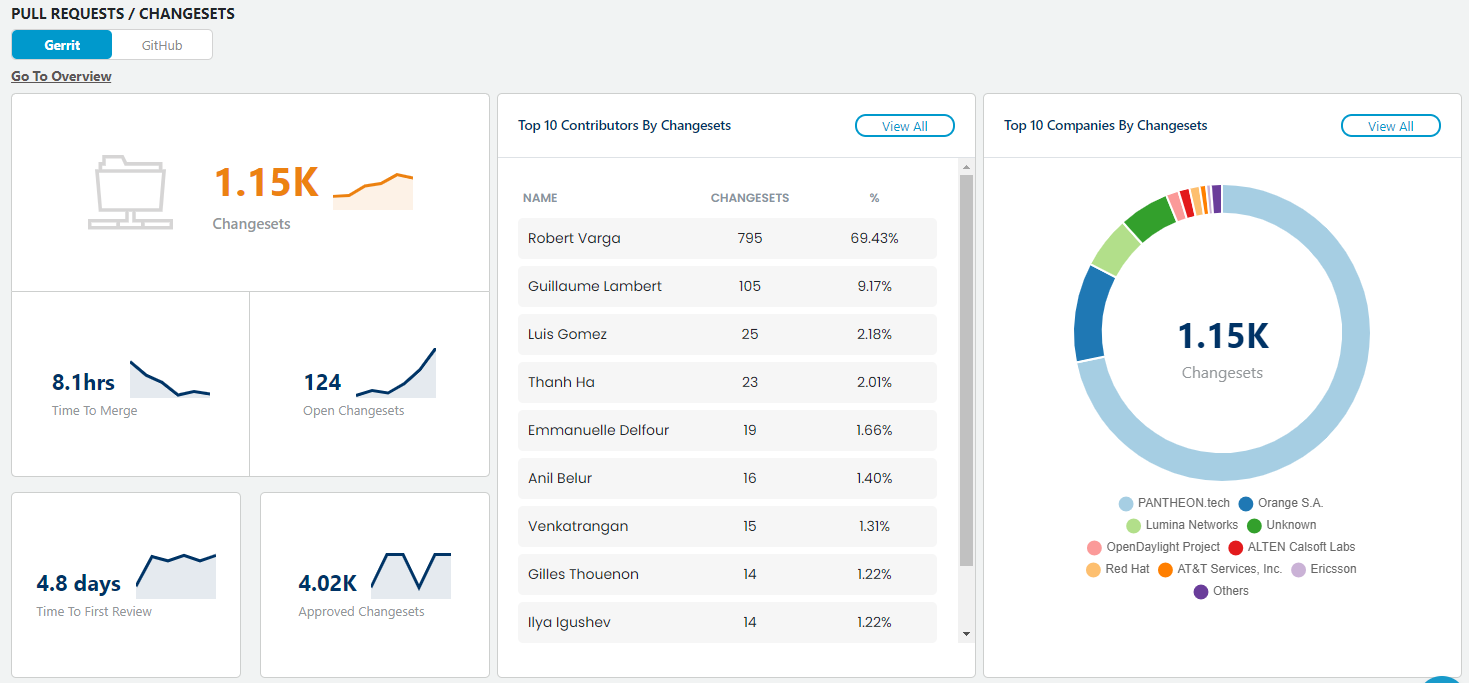 PULL REQUESTS / CHANGESETS
Gerrit GitHub
Go To Overview
1.15K
Changesets
8.1hrs
Time To Merge
124
Open Changesets
4.8 days
Time To First Review
4.02K
Approved Changesets
Top 10 Contributors By Changesets View All
NAME CHANGESETS %
Robert Varga 795 69.43%
Guillaume Lambert 105 9.17%
Luis Gomez 25 2.18%
Thanh Ha 23 2.01%
Emmanuelle Delfour 19 1.66%
Anil Belur 16 1.40%
Venkatrangan 15 1.31%
Gilles Thouenon 14 1.22%
Ilya Igushev 14 1.22%
Top 10 Companies By Changesets View All
1.15K
Changesets
PANTHEON.tech Orange S.A.
Lumina Networks Unknown
OpenDaylight Project ALTEN Calsoft Labs
Red Hat AT&T Services, Inc. Ericsson
Others